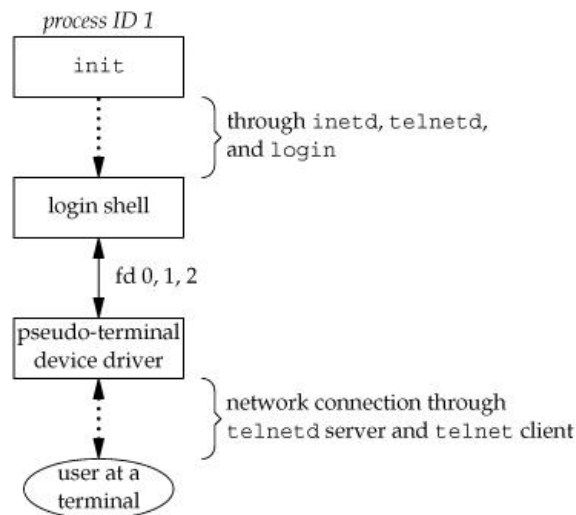 process ID 1
init
through inetd, telnetd,
and login
login shell
fd 0, 1, 2
pseudo-terminal
device driver
network connection through
telnetd server and telnet client
user at a
terminal